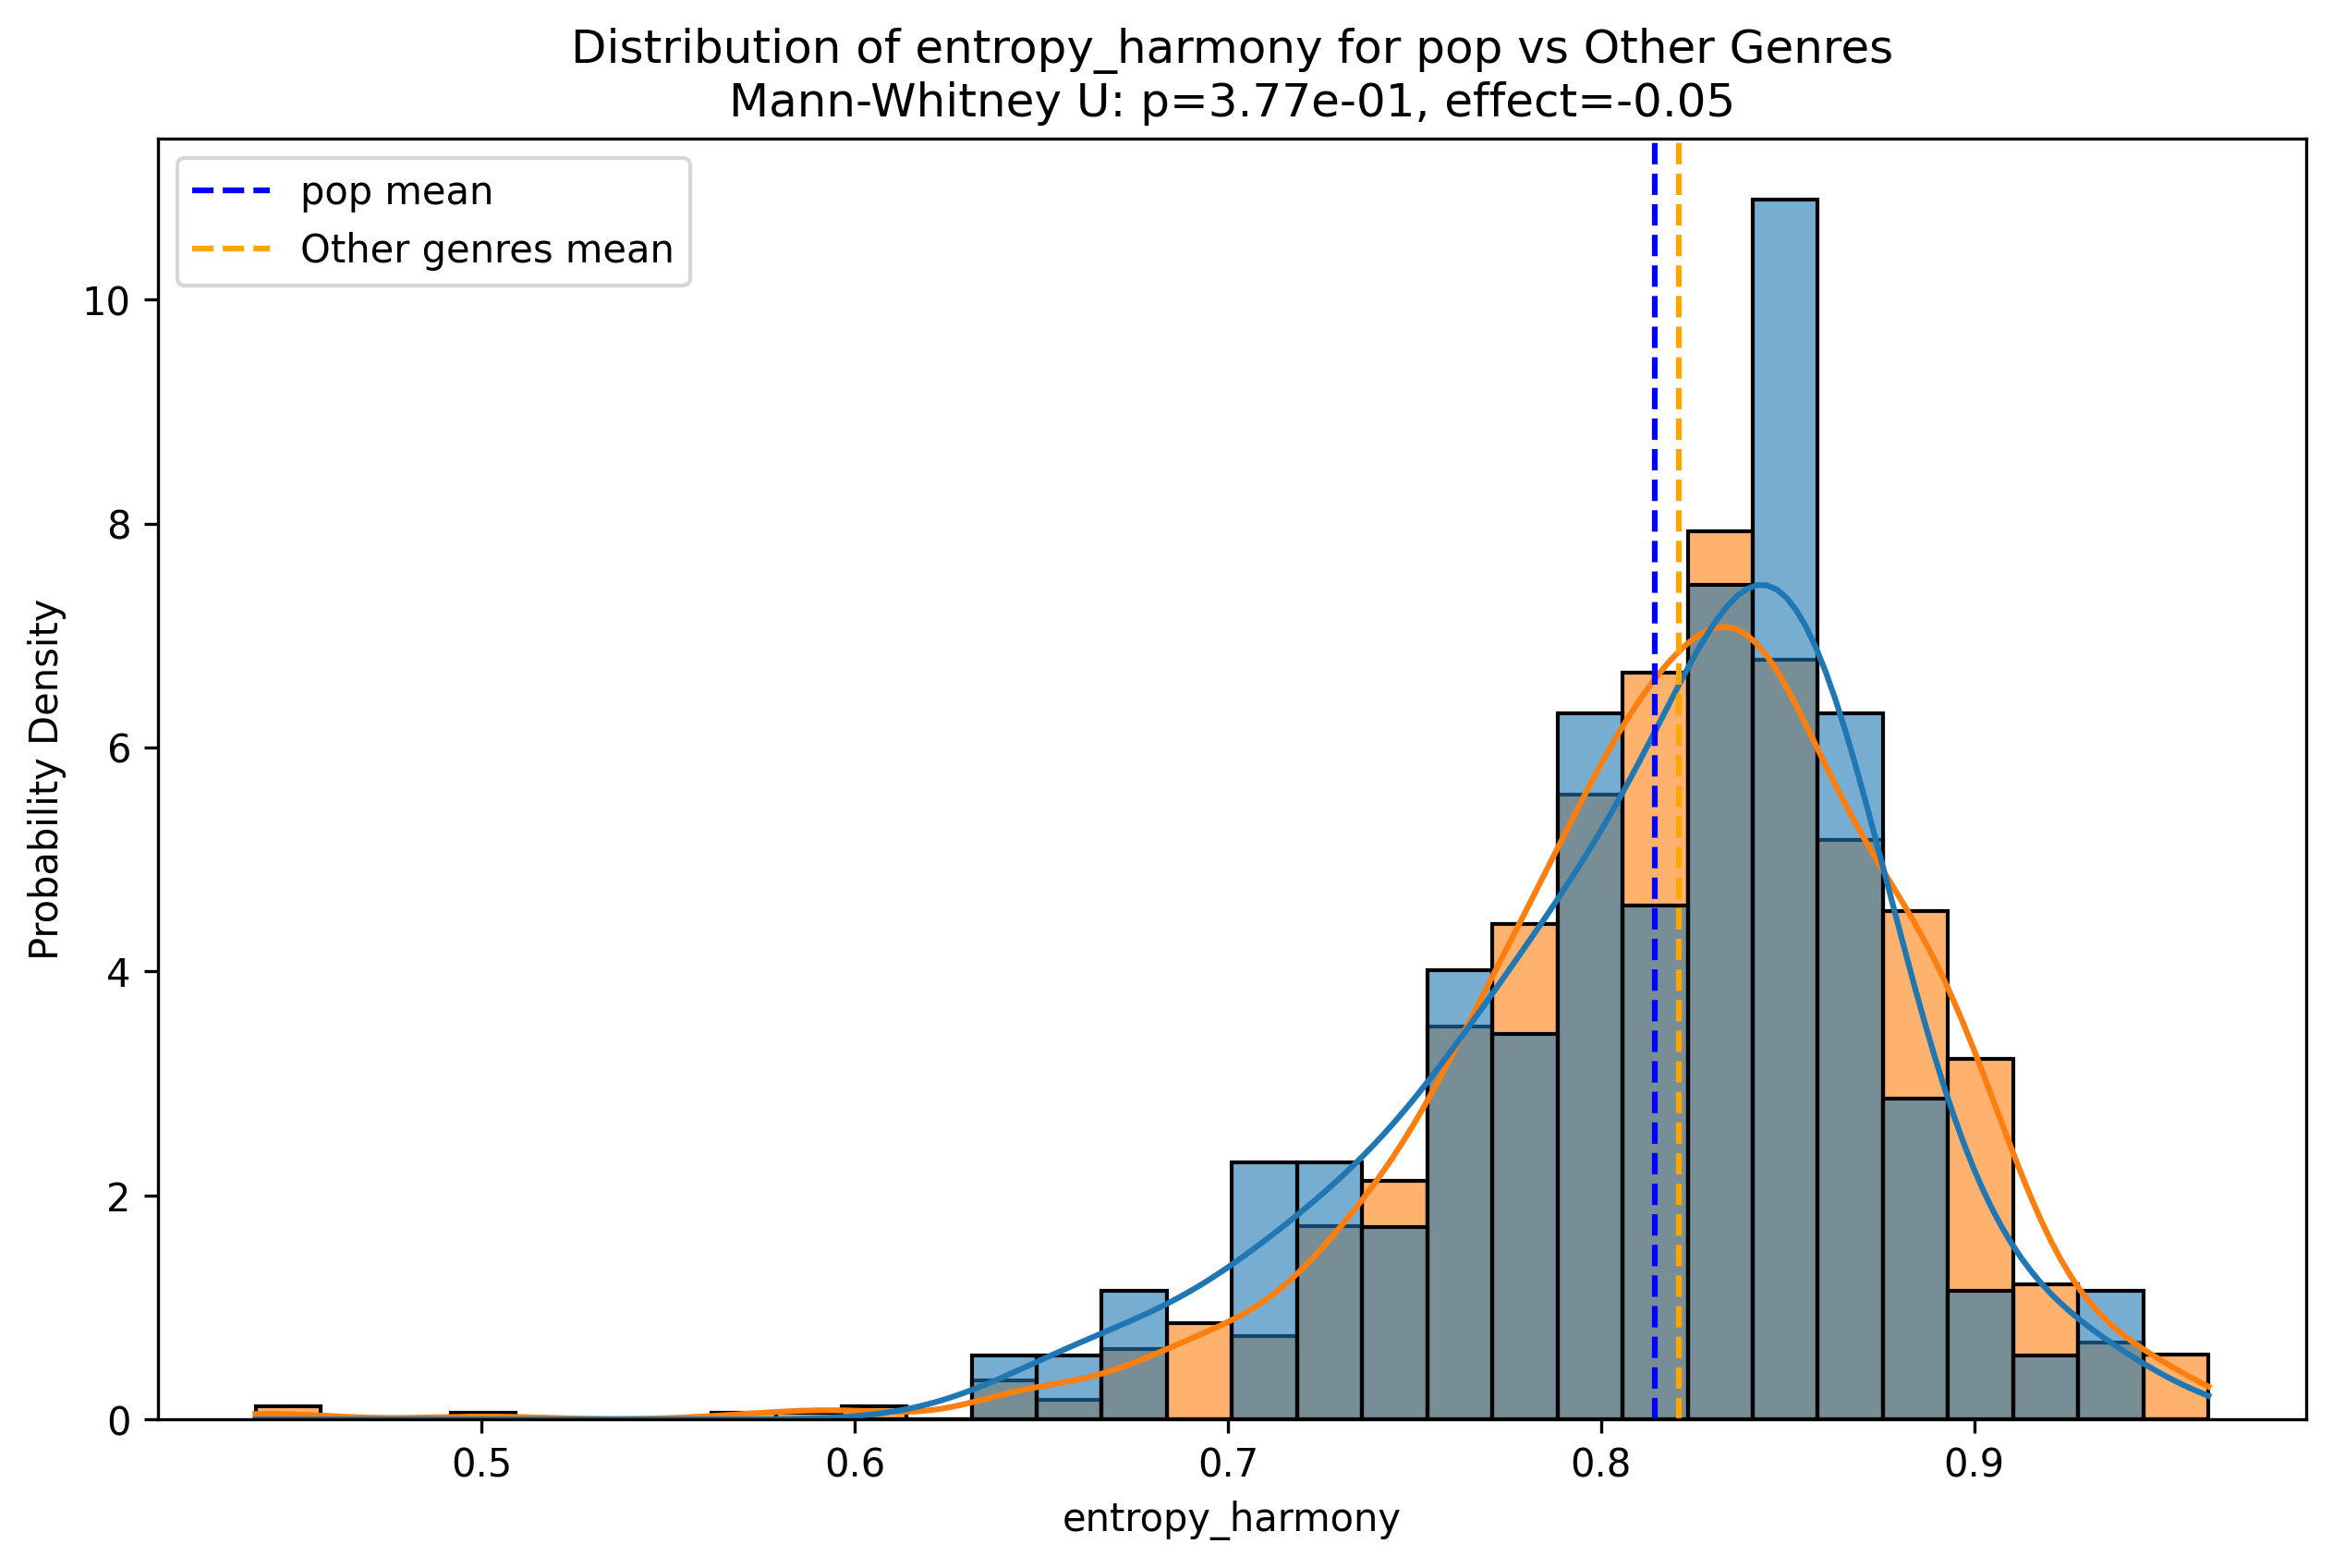 Distribution of entropy_harmony for pop vs Other Genres
Mann-Whitney U: p=3.77e-01, effect=-0.05
pop mean
Other genres mean
Probability Density
10
8
6
4
2
0
0.5 0.6 0.7 0.8 0.9
entropy_harmony